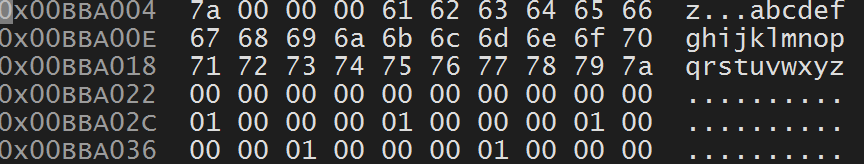 0x00BBA004 7a 00 00 00 61 62 63 64 65 66 z...abcdef
0x00BBA00E 67 68 69 6a 6b 6c 6d 6e 6f 70 ghijklmnop
0x00BBA018 71 72 73 74 75 76 77 78 79 7a qrstuvwxyz
0x00BBA022 00 00 00 00 00 00 00 00 00 00 ..........
0x00BBA02C 01 00 00 00 01 00 00 00 01 00 ..........
0x00BBA036 00 00 01 00 00 00 01 00 00 00 ..........